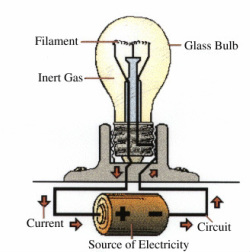 Filament
Glass Bulb
Inert Gas
Current
+ -
Circuit
Source of Electricity